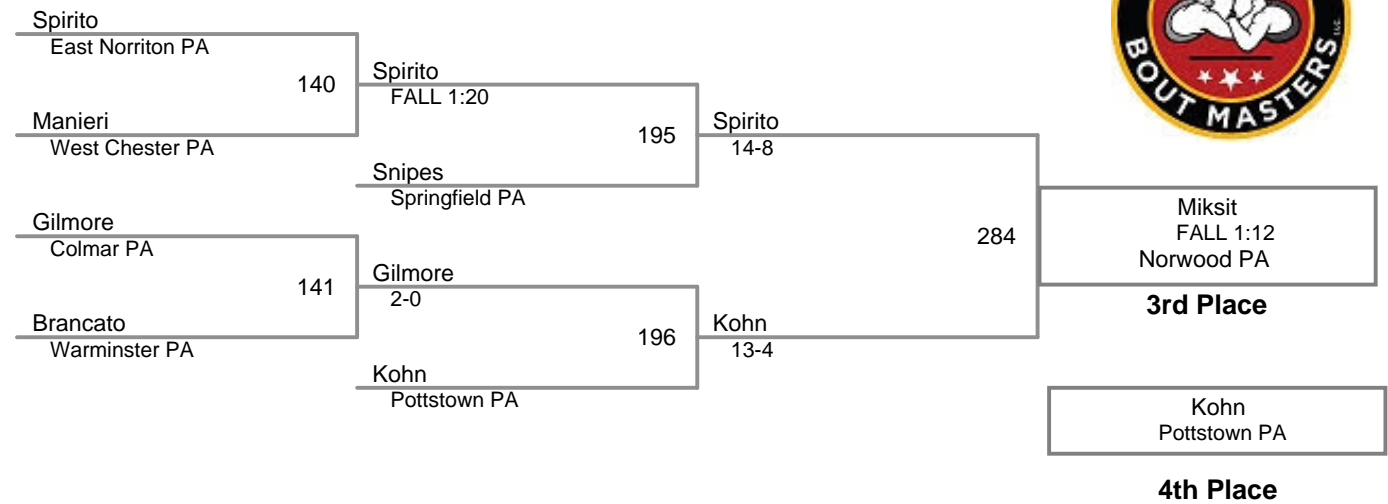 Spirito
East Norriton PA
140
Manieri
West Chester PA
Gilmore
Colmar PA
141
Brancato
Warminster PA
Spirito
FALL 1:20
195
Snipes
Springfield PA
Gilmore
2-0
196
Kohn
Pottstown PA
Spirito
14-8
284
Kohn
13-4
BOUT MASTERS
Miksit
FALL 1:12
Norwood PA
3rd Place
Kohn
Pottstown PA
4th Place